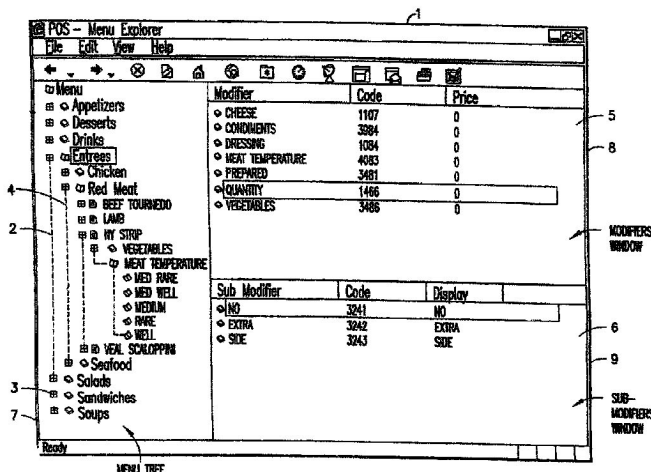 1
POS - Menu Explorer
File Edit View Help
Menu
Appetizers
Desserts
Drinks
Entrees
Chicken
Red Meat
BEEF TOURNEDO
LAMB
NY STRIP
VEGETABLES
MEAT TEMPERATURE
MED RARE
MED WELL
MEDIUM
RARE
WELL
VEAL SCALOPPINI
Seafood
Salads
Sandwiches
Soups
4
2
3
7
Modifier Code Price
CHEESE 1107 0
CONDIMENTS 3984 0
DRESSING 1084 0
MEAT TEMPERATURE 4083 0
PREPARED 3481 0
QUANTITY 1466 0
VEGETABLES 3486 0
5
8
MODIFIERS
WINDOW
Sub Modifier Code Display
NO 3241 NO
EXTRA 3242 EXTRA
SIDE 3243 SIDE
6
9
SUB-
MODIFIERS
WINDOW
Ready
MENU TREE